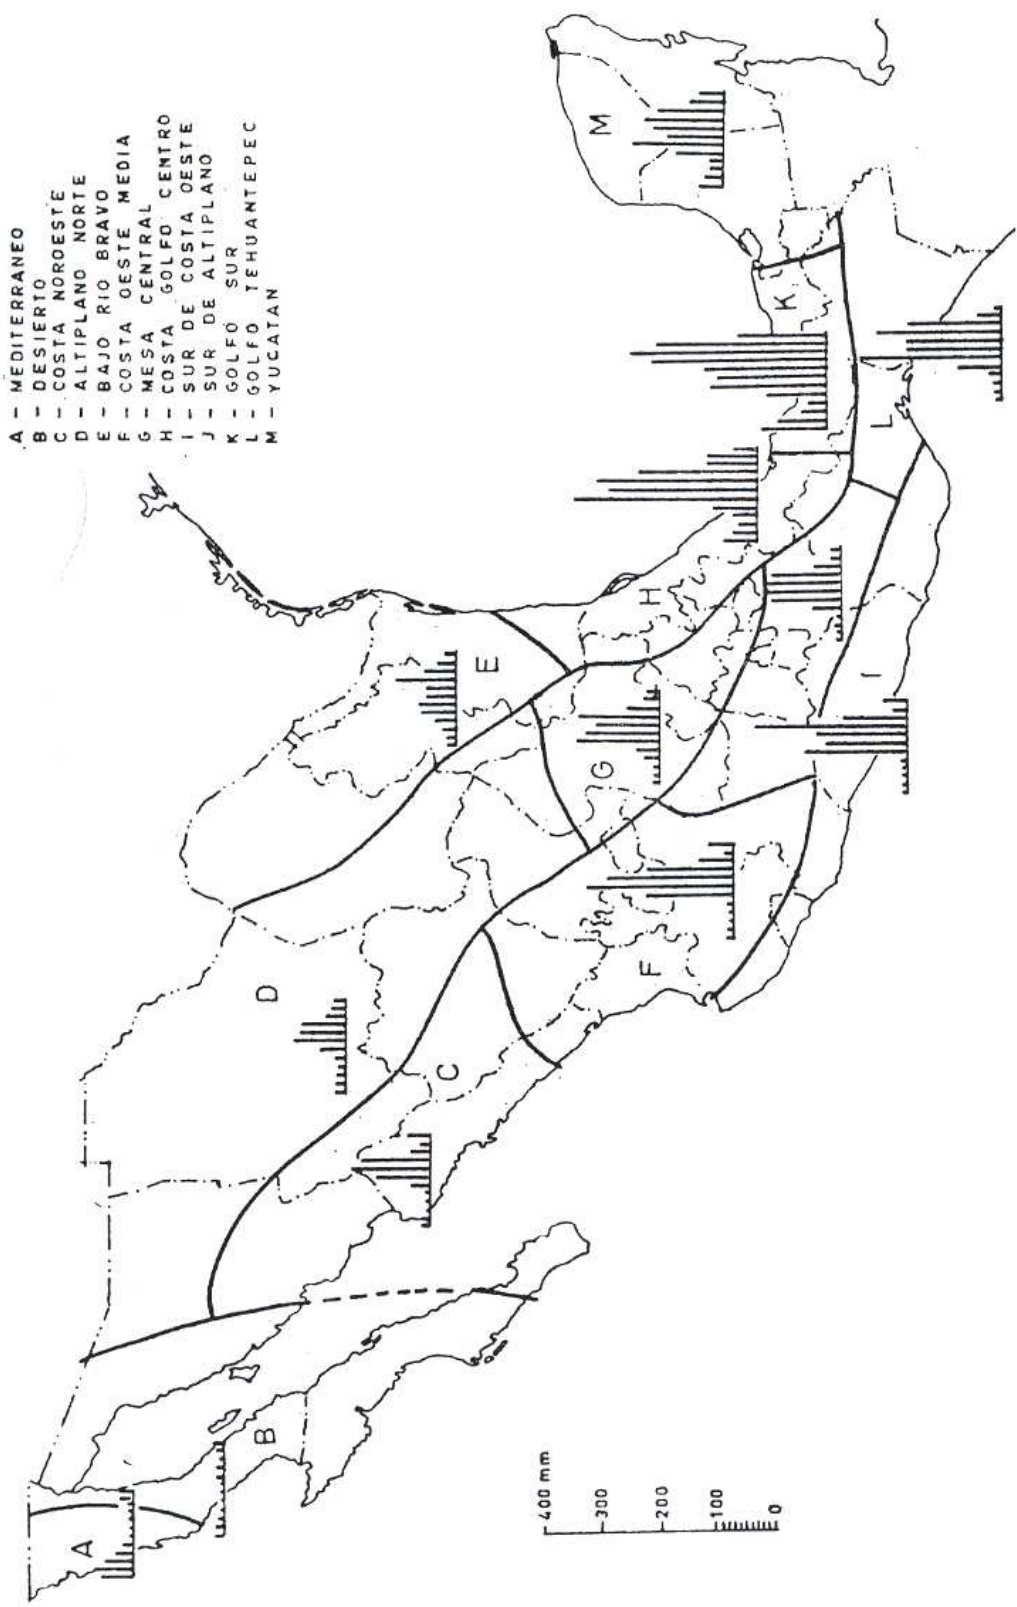 A - MEDITERRANEO
B - DESIERTO
C - COSTA NOROESTE
D - ALTIPLANO NORTE
E - BAJO RIO BRAVO
F - COSTA OESTE MEDIA
G - MESA CENTRAL
H - COSTA GOLFO CENTRO
I - SUR DE COSTA OESTE
J - SUR DE ALTIPLANO
K - GOLFO SUR
L - GOLFO TEHUANTEPEC
M - YUCATAN
A
B
C
D
E
F
G
H
I
J
K
L
M
400 mm
300
200
100
0